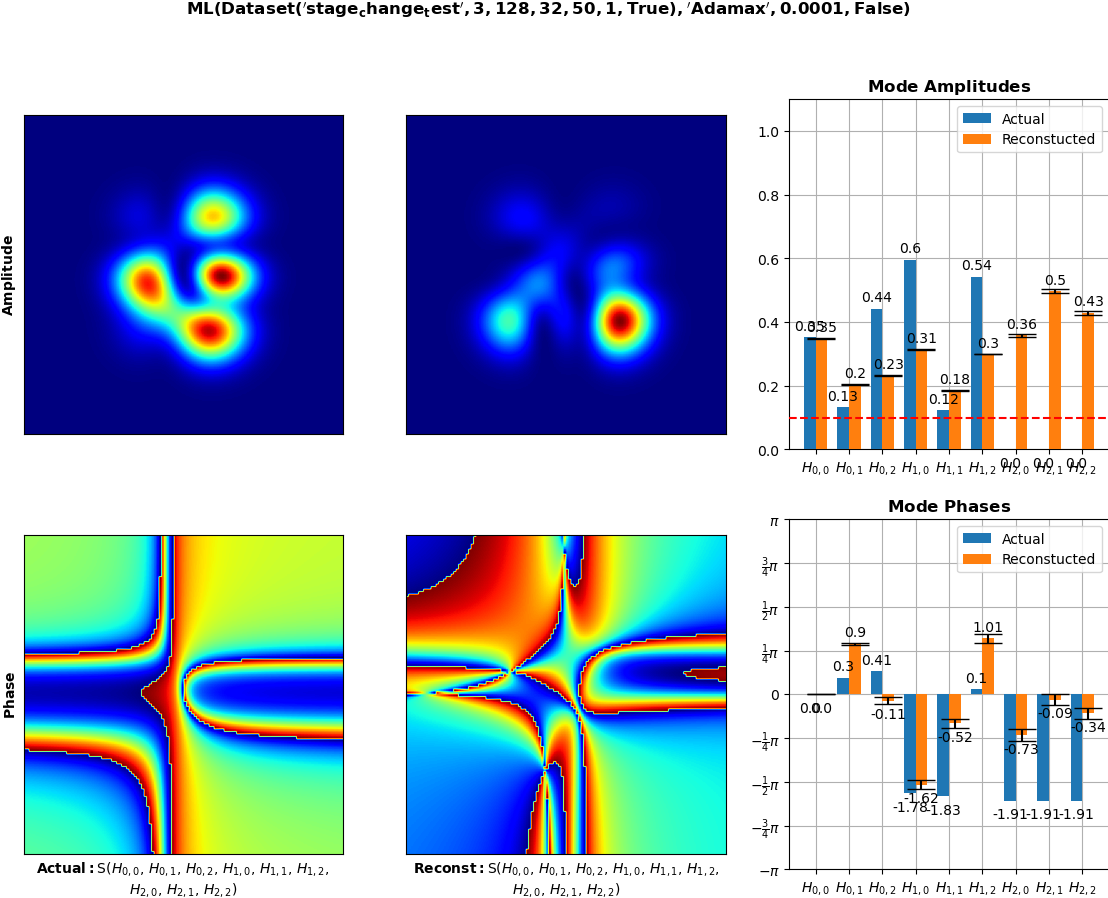 ML(Dataset('stage_change_test', 3, 128, 32, 50, 1, True), 'Adamax', 0.0001, False)
Amplitude
Mode Amplitudes
Actual
Reconstucted
1.0
0.8
0.6
0.4
0.2
0.0
0.35
0.35
0.13
0.2
0.44
0.23
0.6
0.31
0.12
0.18
0.54
0.3
0.0
0.36
0.0
0.5
0.0
0.43
H0,0 H0,1 H0,2 H1,0 H1,1 H1,2 H2,0 H2,1 H2,2
Phase
Actual: S(H0,0, H0,1, H0,2, H1,0, H1,1, H1,2,
H2,0, H2,1, H2,2)
Reconst: S(H0,0, H0,1, H0,2, H1,0, H1,1, H1,2,
H2,0, H2,1, H2,2)
Mode Phases
Actual
Reconstucted
π
3/4π
1/2π
1/4π
0
−1/4π
−1/2π
−3/4π
−π
0.0
0.0
0.3
0.9
0.41
-0.11
-1.78
-1.62
-1.83
-0.52
0.1
1.01
-1.91
-0.73
-1.91
-0.09
-1.91
-0.34
H0,0 H0,1 H0,2 H1,0 H1,1 H1,2 H2,0 H2,1 H2,2